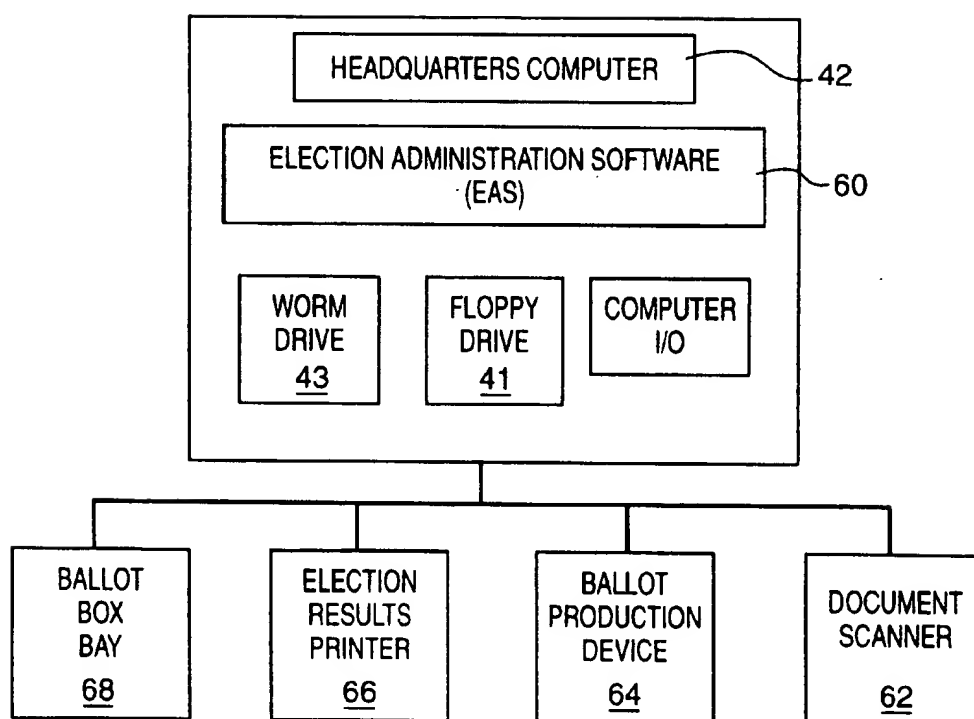 HEADQUARTERS COMPUTER
42
ELECTION ADMINISTRATION SOFTWARE
(EAS)
60
WORM
DRIVE
43
FLOPPY
DRIVE
41
COMPUTER
I/O
BALLOT
BOX
BAY
68
ELECTION
RESULTS
PRINTER
66
BALLOT
PRODUCTION
DEVICE
64
DOCUMENT
SCANNER
62